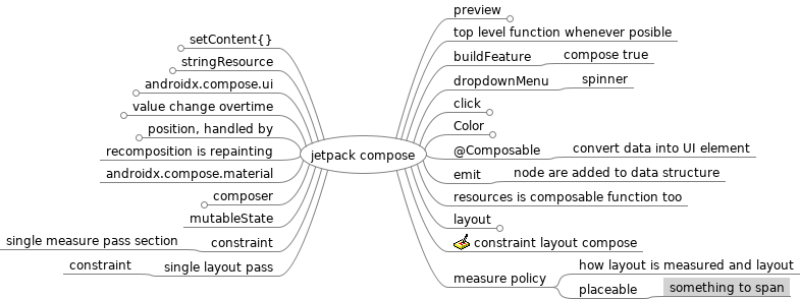 preview
top level function whenever posible
buildFeature
compose true
dropdownMenu
spinner
click
Color
@Composable
convert data into UI element
emit
node are added to data structure
resources is composable function too
layout
constraint layout compose
measure policy
how layout is measured and layout
placeable
something to span
jetpack compose
setContent{}
stringResource
androidx.compose.ui
value change overtime
position, handled by
recomposition is repainting
androidx.compose.material
composer
mutableState
constraint
single measure pass section
single layout pass
constraint